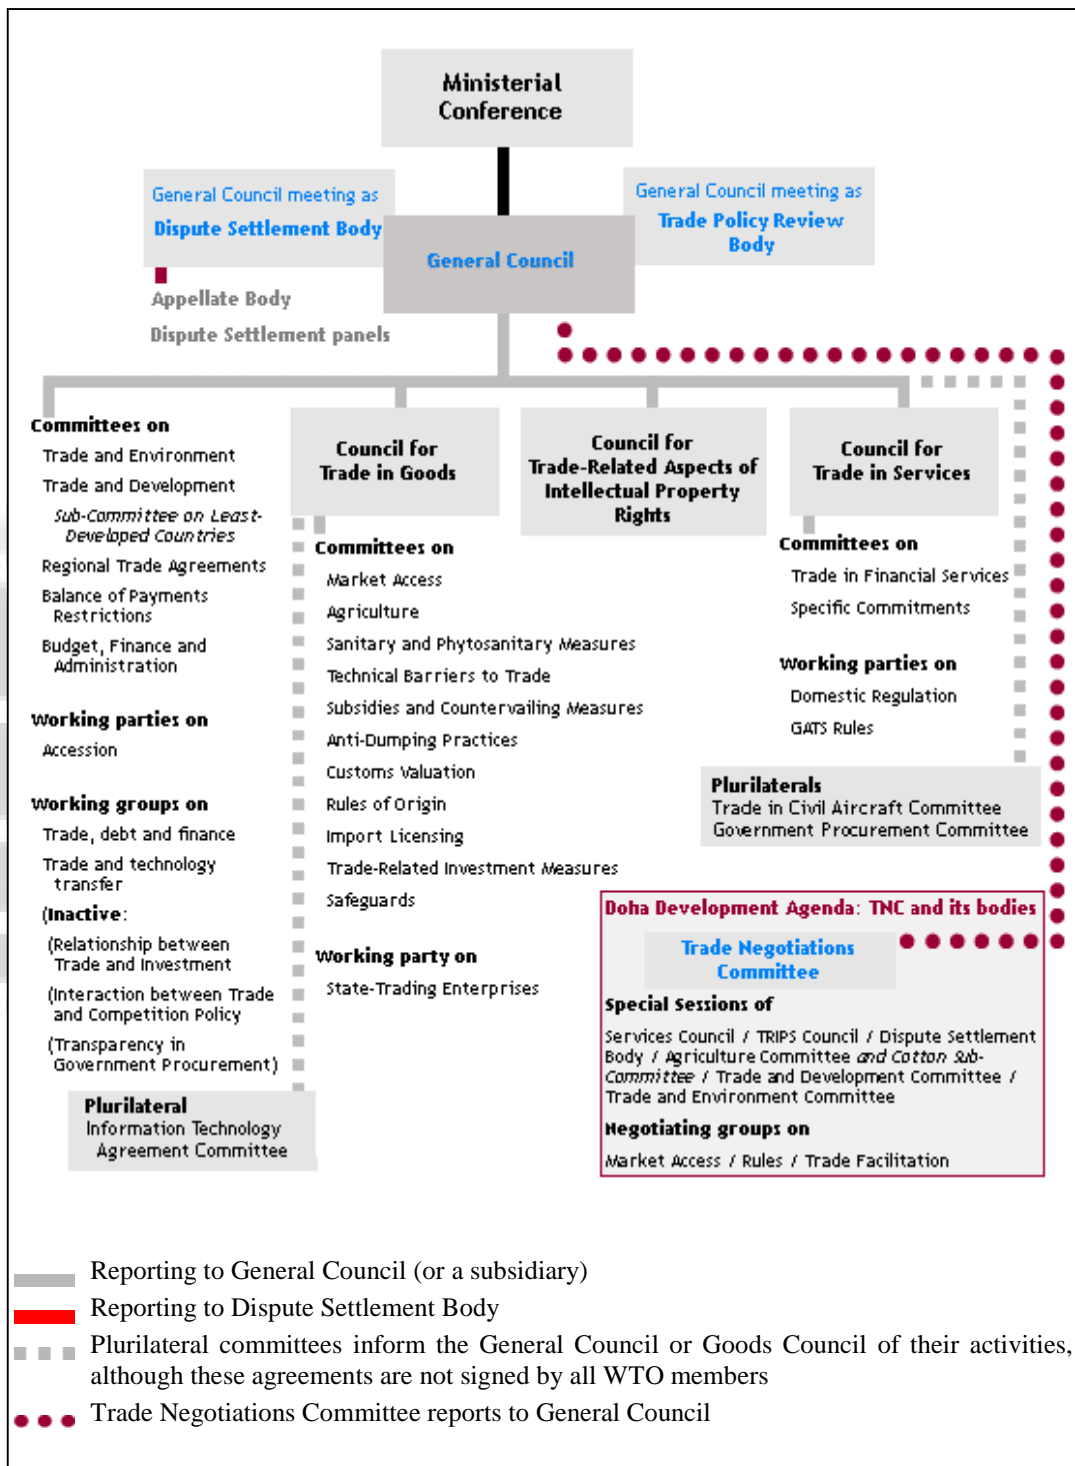 Ministerial
Conference
General Council meeting as
Dispute Settlement Body
General Council meeting as
Trade Policy Review
Body
General Council
Appellate Body
Dispute Settlement panels
Committees on
Trade and Environment
Trade and Development
Sub-Committee on Least-
Developed Countries
Regional Trade Agreements
Balance of Payments
Restrictions
Budget, Finance and
Administration
Working parties on
Accession
Working groups on
Trade, debt and finance
Trade and technology
transfer
(Inactive:
(Relationship between
Trade and Investment
(Interaction between Trade
and Competition Policy
(Transparency in
Government Procurement)
Plurilateral
Information Technology
Agreement Committee
Council for
Trade in Goods
Committees on
Market Access
Agriculture
Sanitary and Phytosanitary Measures
Technical Barriers to Trade
Subsidies and Countervailing Measures
Anti-Dumping Practices
Customs Valuation
Rules of Origin
Import Licensing
Trade-Related Investment Measures
Safeguards
Working party on
State-Trading Enterprises
Council for
Trade-Related Aspects of
Intellectual Property
Rights
Council for
Trade in Services
Committees on
Trade in Financial Services
Specific Commitments
Working parties on
Domestic Regulation
GATS Rules
Plurilaterals
Trade in Civil Aircraft Committee
Government Procurement Committee
Doha Development Agenda: TNC and its bodies
Trade Negotiations
Committee
Special Sessions of
Services Council / TRIPS Council / Dispute Settlement
Body / Agriculture Committee and Cotton Sub-
Committee / Trade and Development Committee /
Trade and Environment Committee
Negotiating groups on
Market Access / Rules / Trade Facilitation
Reporting to General Council (or a subsidiary)
Reporting to Dispute Settlement Body
Plurilateral committees inform the General Council or Goods Council of their activities,
although these agreements are not signed by all WTO members
Trade Negotiations Committee reports to General Council